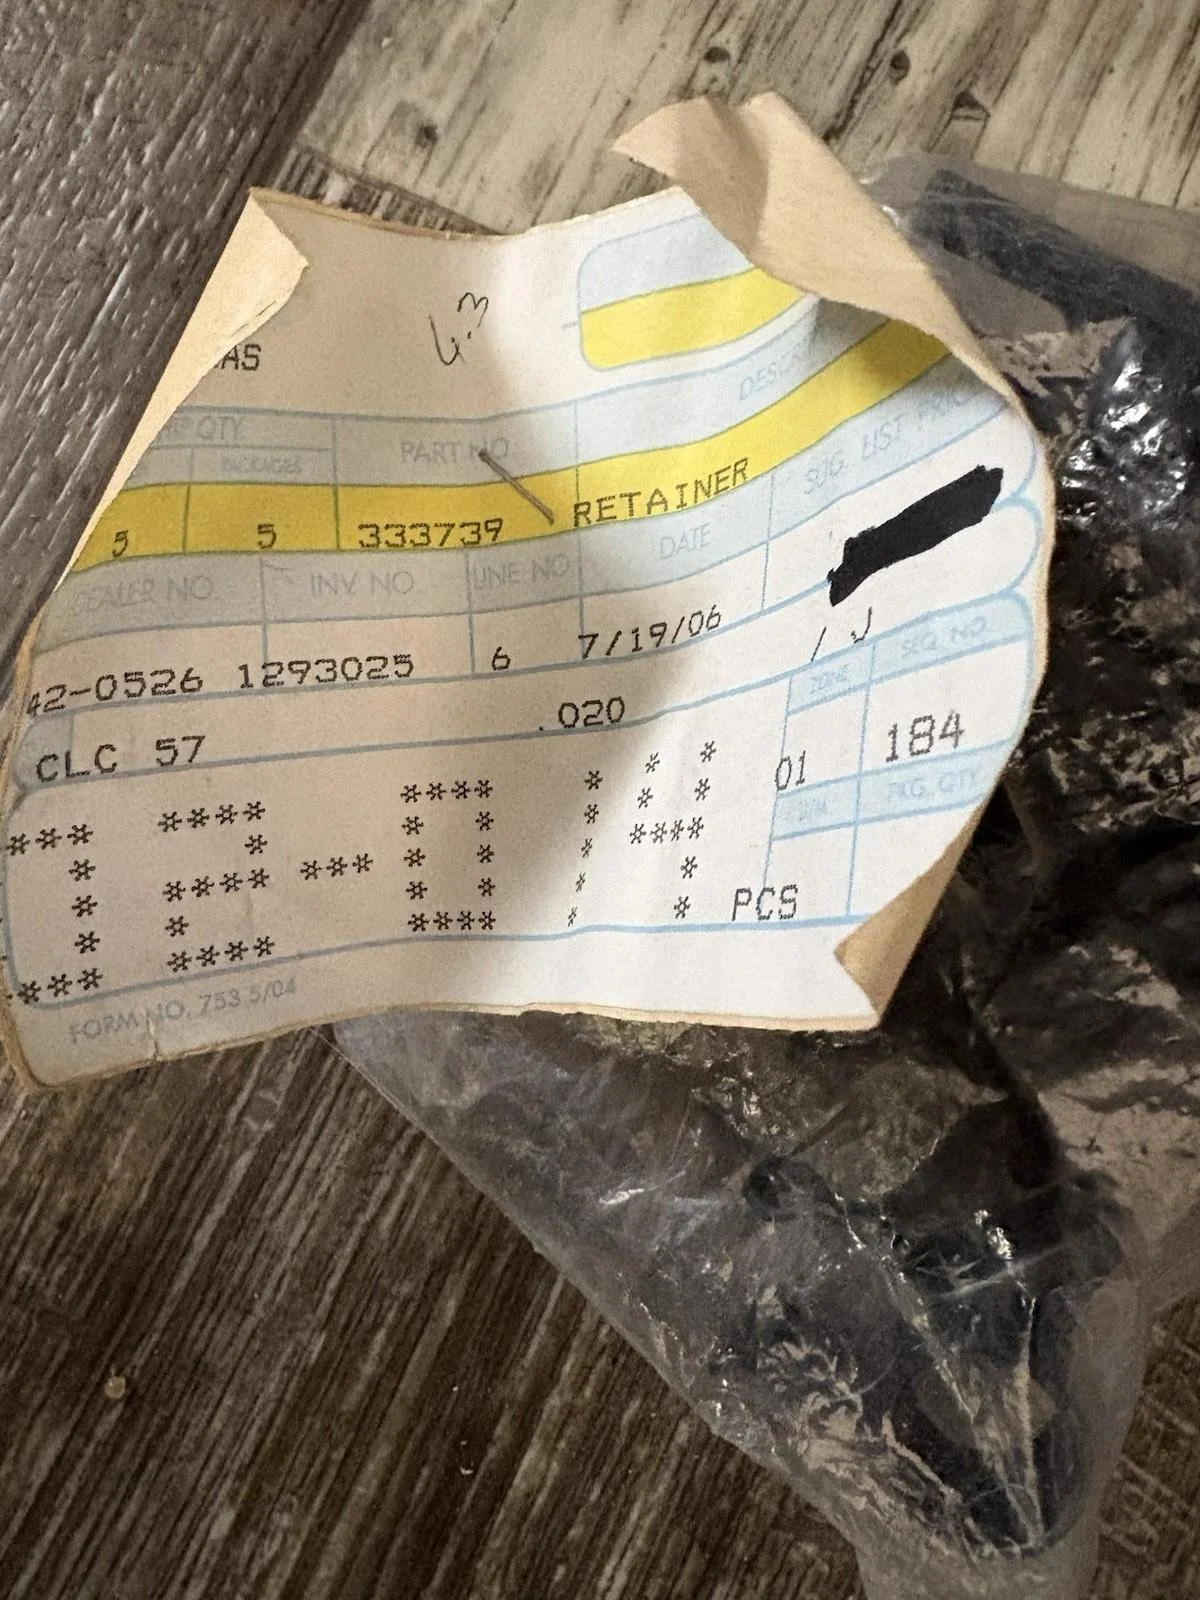 4.3
AS
QTY PART NO DESCR
PACKAGES SUG. LIST PRIC
5 5 333739 RETAINER
DEALER NO. INV NO LINE NO DATE
42-0526 1293025 6 7/19/06
ZONE SEQ. NO
CLC 57 .020
01 184
PKG. QTY
PCS
FORM NO. 753 5/04